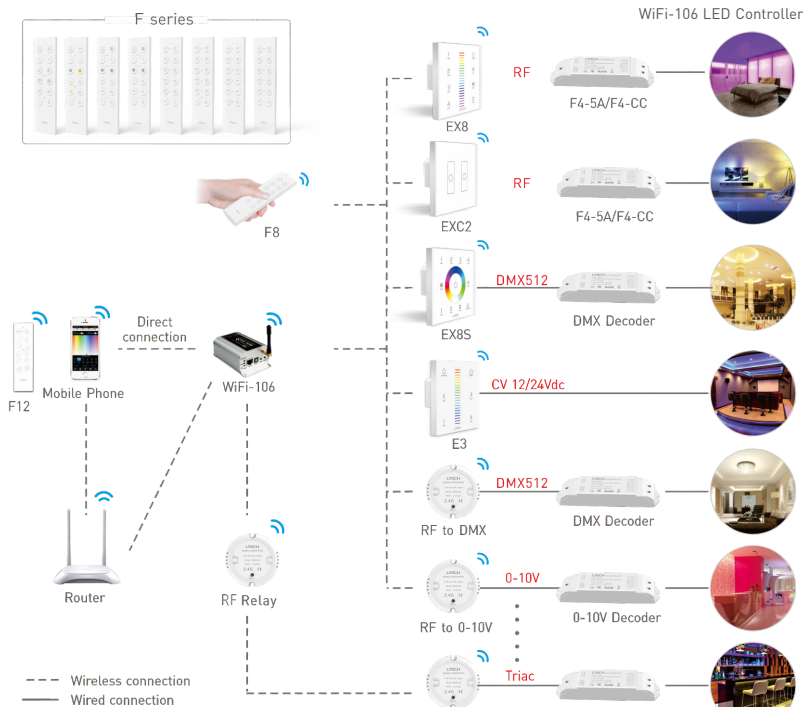 WiFi-106 LED Controller
F series
RF
F4-5A/F4-CC
EX8
RF
F4-5A/F4-CC
EXC2
F8
DMX512
DMX Decoder
EX8S
Direct
connection
F12
Mobile Phone
WiFi-106
CV 12/24Vdc
E3
DMX512
DMX Decoder
RF to DMX
Router
RF Relay
0-10V
0-10V Decoder
RF to 0-10V
Triac
Wireless connection
Wired connection